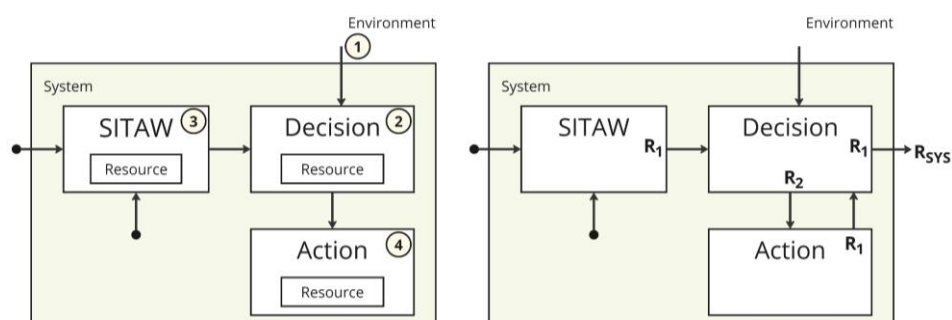 Environment
1
System
SITAW 3
Resource
Decision 2
Resource
Action 4
Resource
Environment
System
SITAW
R1
Decision
R1
RSYS
R2
Action R1